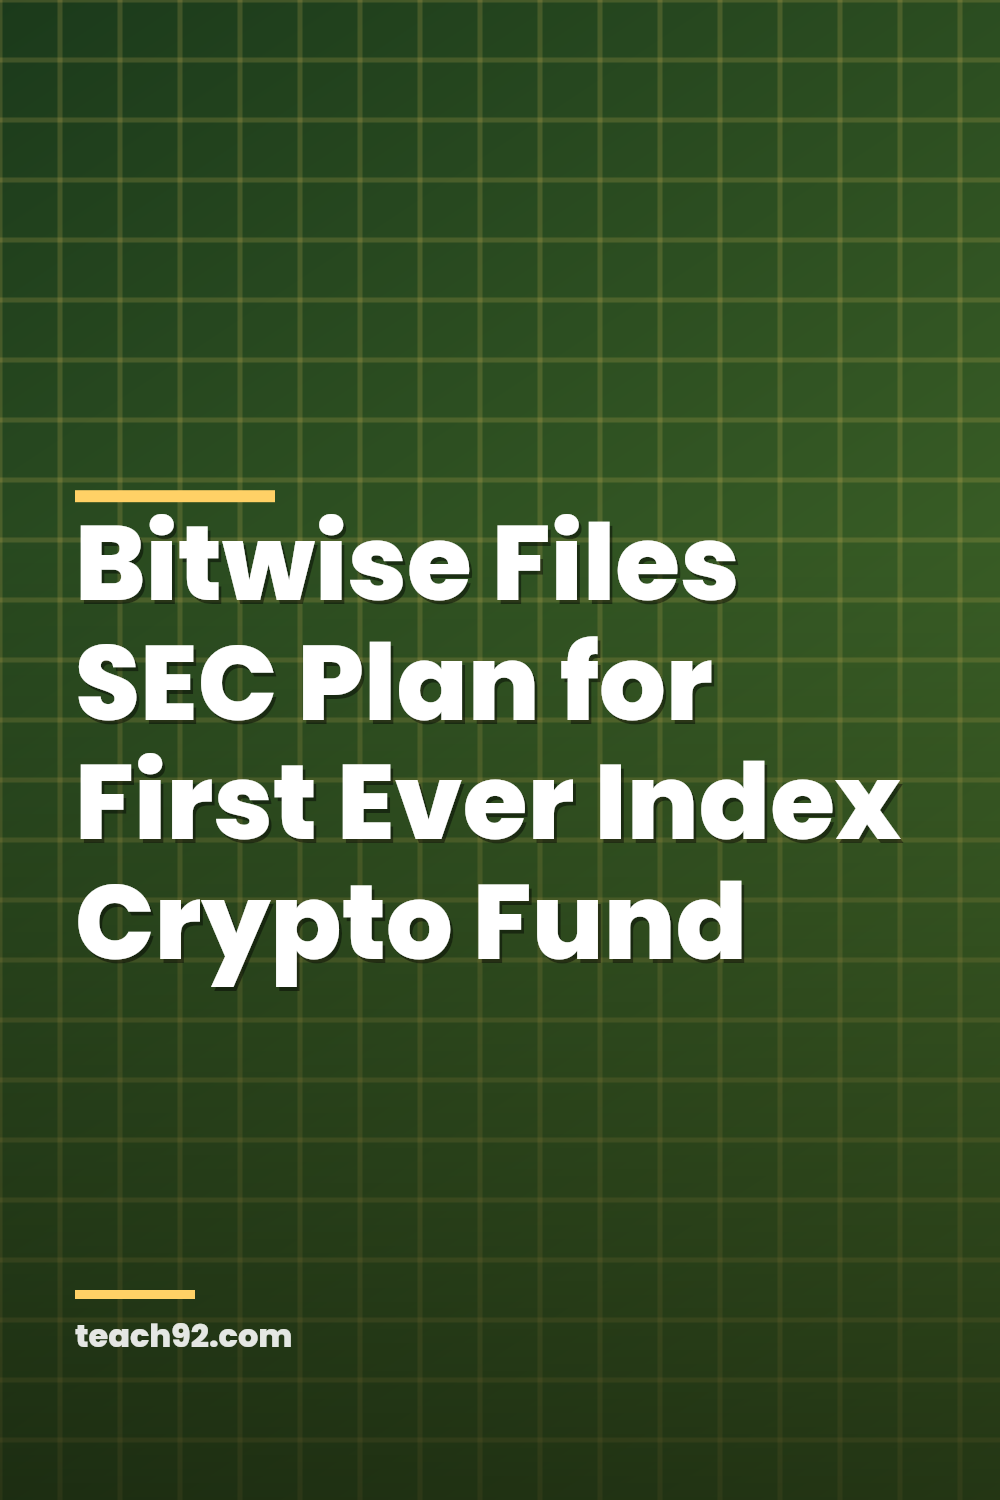 Bitwise Files
SEC Plan for
First Ever Index
Crypto Fund
teach92.com